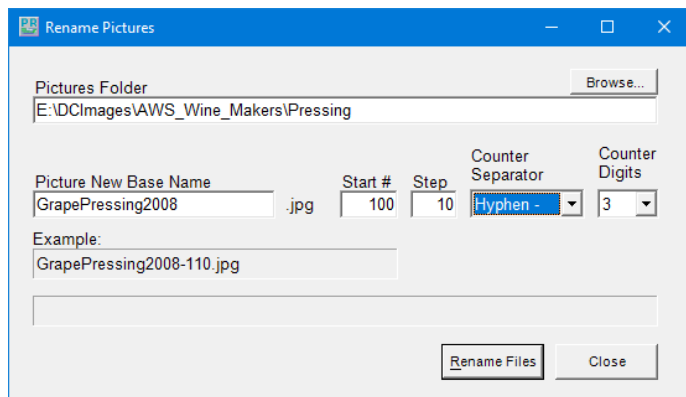 Rename Pictures
Pictures Folder
Browse...
E:\DCImages\AWS_Wine_Makers\Pressing
Picture New Base Name
Start #
Step
Counter Separator
Counter Digits
GrapePressing2008
.jpg
100
10
Hyphen -
3
Example:
GrapePressing2008-110.jpg
Rename Files
Close